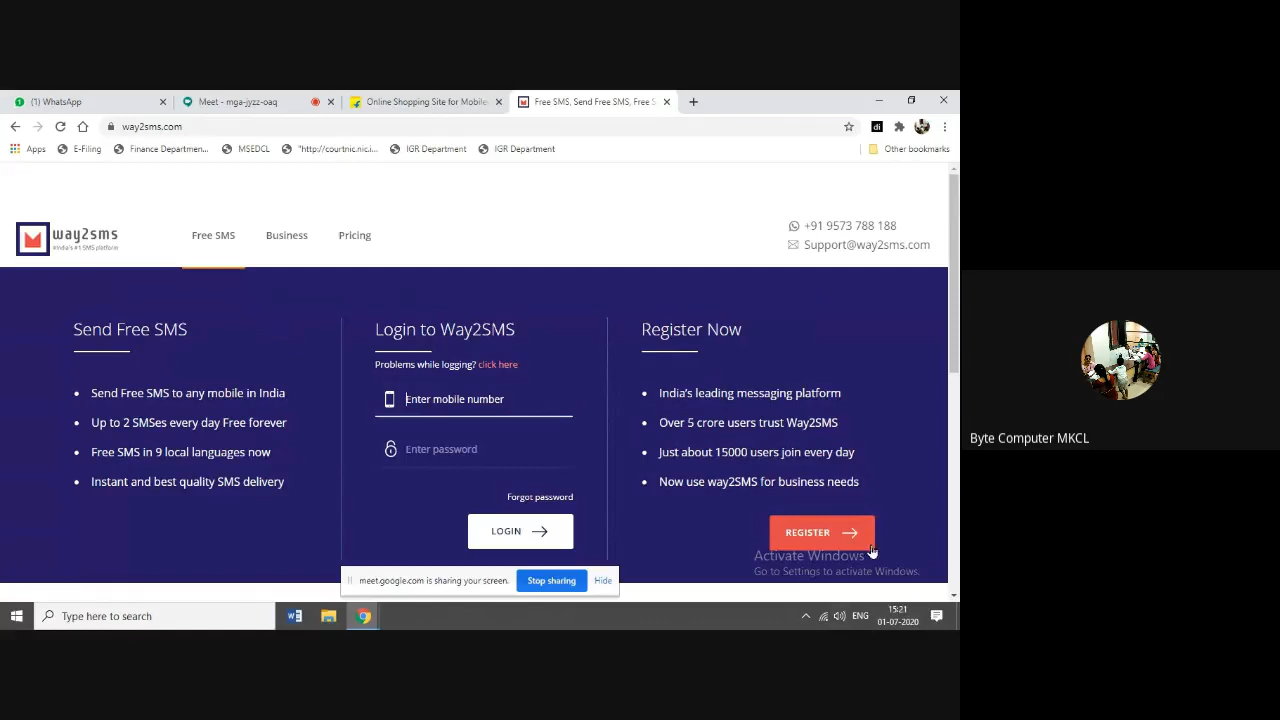 (1) WhatsApp
Meet - mga-jyzz-oaq
Online Shopping Site for Mobile
Free SMS, Send Free SMS, Free S
way2sms.com
di
Apps
E-Filing
Finance Departmen...
MSEDCL
"http://courtnic.nic.i...
IGR Department
IGR Department
Other bookmarks
way2sms
#India's #1 SMS platform
Free SMS
Business
Pricing
+91 9573 788 188
Support@way2sms.com
Send Free SMS
Send Free SMS to any mobile in India
Up to 2 SMSes every day Free forever
Free SMS in 9 local languages now
Instant and best quality SMS delivery
Login to Way2SMS
Problems while logging? click here
Enter mobile number
Enter password
Forgot password
LOGIN
Register Now
India's leading messaging platform
Over 5 crore users trust Way2SMS
Just about 15000 users join every day
Now use way2SMS for business needs
REGISTER
Activate Windows
Go to Settings to activate Windows.
meet.google.com is sharing your screen.
Stop sharing
Hide
Type here to search
ENG
15:21
01-07-2020
Byte Computer MKCL